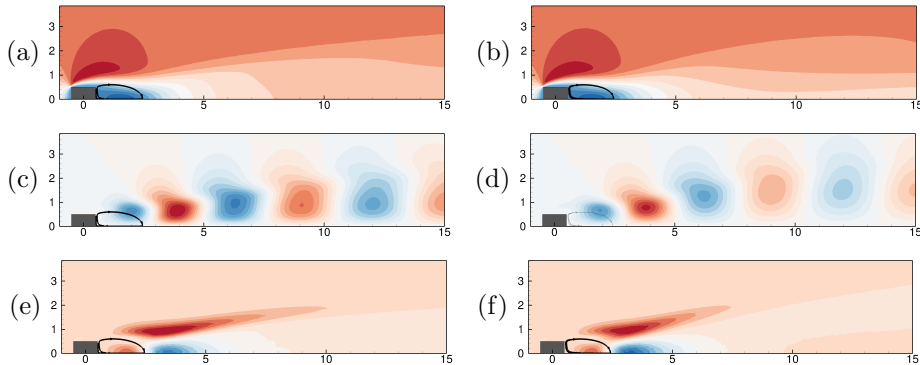 (a) 3 2 1 0 0 5 10 15
(b) 3 2 1 0 0 5 10 15
(c) 3 2 1 0 0 5 10 15
(d) 3 2 1 0 0 5 10 15
(e) 3 2 1 0 0 5 10 15
(f) 3 2 1 0 0 5 10 15